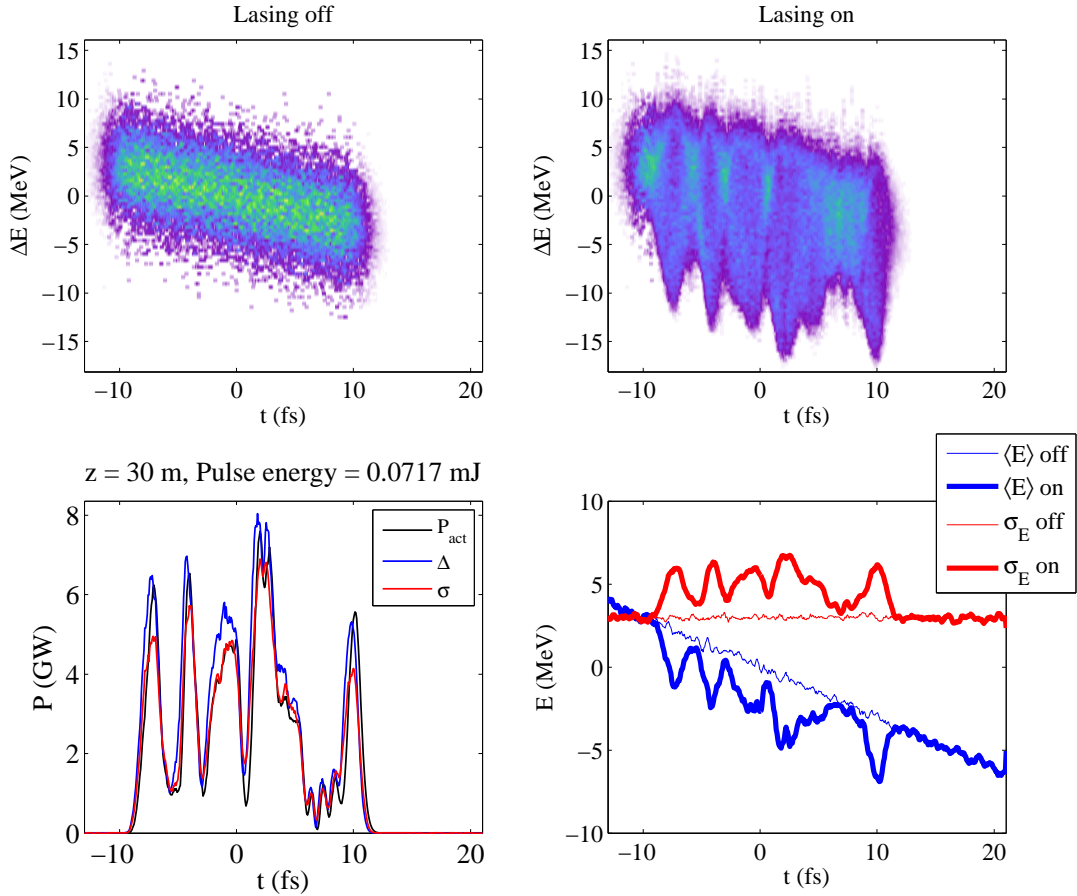 Lasing off
Lasing on
15
10
5
0
−5
−10
−15
ΔE (MeV)
−10
0
10
20
t (fs)
15
10
5
0
−5
−10
−15
ΔE (MeV)
−10
0
10
20
t (fs)
z = 30 m, Pulse energy = 0.0717 mJ
8
6
4
2
0
P (GW)
P_act
Δ
σ
−10
0
10
20
t (fs)
⟨E⟩ off
⟨E⟩ on
σ_E off
σ_E on
10
5
0
−5
−10
E (MeV)
−10
0
10
20
t (fs)